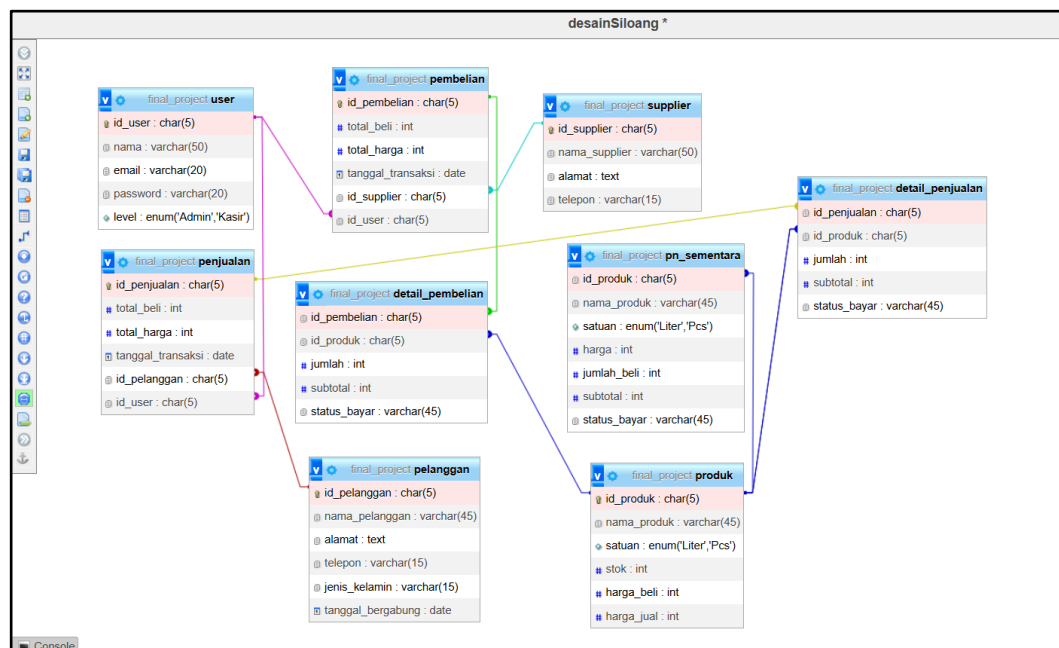 desainSiloang *
final_project user
id_user : char(5)
nama : varchar(50)
email : varchar(20)
password : varchar(20)
level : enum('Admin','Kasir')
final_project pembelian
id_pembelian : char(5)
total_beli : int
total_harga : int
tanggal_transaksi : date
id_supplier : char(5)
id_user : char(5)
final_project supplier
id_supplier : char(5)
nama_supplier : varchar(50)
alamat : text
telepon : varchar(15)
final_project detail_penjualan
id_penjualan : char(5)
id_produk : char(5)
jumlah : int
subtotal : int
status_bayar : varchar(45)
final_project penjualan
id_penjualan : char(5)
total_beli : int
total_harga : int
tanggal_transaksi : date
id_pelanggan : char(5)
id_user : char(5)
final_project detail_pembelian
id_pembelian : char(5)
id_produk : char(5)
jumlah : int
subtotal : int
status_bayar : varchar(45)
final_project pn_sementara
id_produk : char(5)
nama_produk : varchar(45)
satuan : enum('Liter','Pcs')
harga : int
jumlah_beli : int
subtotal : int
status_bayar : varchar(45)
final_project pelanggan
id_pelanggan : char(5)
nama_pelanggan : varchar(45)
alamat : text
telepon : varchar(15)
jenis_kelamin : varchar(15)
tanggal_bergabung : date
final_project produk
id_produk : char(5)
nama_produk : varchar(45)
satuan : enum('Liter','Pcs')
stok : int
harga_beli : int
harga_jual : int
Console